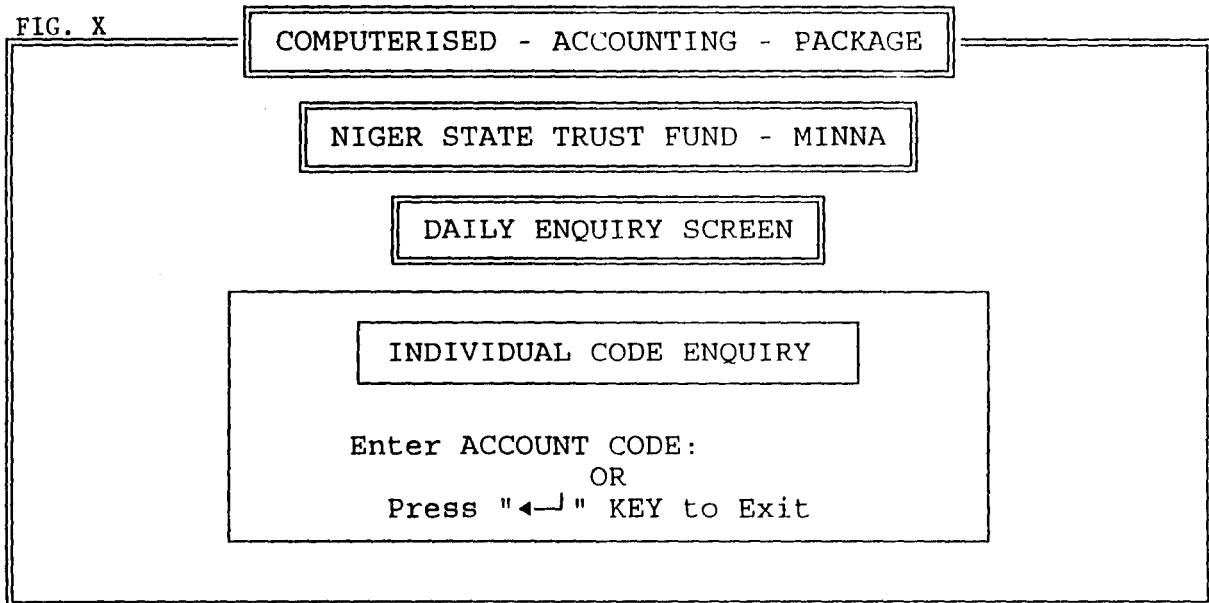 FIG. X
COMPUTERISED - ACCOUNTING - PACKAGE
NIGER STATE TRUST FUND - MINNA
DAILY ENQUIRY SCREEN
INDIVIDUAL CODE ENQUIRY
Enter ACCOUNT CODE:
OR
Press "◄─┘" KEY to Exit